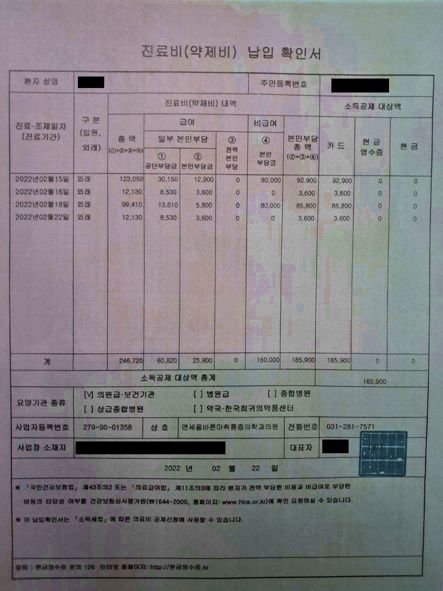 진료비(약제비) 납입 확인서
환자 성명 주민등록번호
진료·조제일자 (진료기간) 구 분 (입원, 외래) 진료비(약제비) 내역 소득공제 대상액
총 액 (①+②+③+④) 급여 비급여 본인부담 총 액 (②+③+④) 카 드 현 금 영수증 현 금
일부 본인부담 ③ 전액 본인 부담 ④ 본인 부담금
① 공단부담금 ② 본인부담금
2022년02월15일 외래 123,050 30,150 12,900 0 80,000 92,900 92,900 0 0
2022년02월16일 외래 12,130 8,530 3,600 0 0 3,600 3,600 0 0
2022년02월18일 외래 99,410 13,610 5,800 0 80,000 85,800 85,800 0 0
2022년02월22일 외래 12,130 8,530 3,600 0 0 3,600 3,600 0 0
계 246,720 60,820 25,900 0 160,000 185,900 185,900 0 0
소득공제 대상액 총계 185,900
요양기관 종류 [V] 의원급·보건기관 [ ] 병원급 [ ] 종합병원
[ ] 상급종합병원 [ ] 약국·한국희귀의약품센터
사업자등록번호 279-90-01358 상 호 연세올바른마취통증의학과의원 전화번호 031-281-7571
사업장 소재지 대표자
2022 년 02 월 22 일
※ 「국민건강보험법」 제43조의2 또는 「의료급여법」 제11조의3에 따라 환자가 전액 부담한 비용과 비급여로 부당한
비용의 타당성 여부를 건강보험심사평가원(☎1644-2000, 홈페이지: www.hira.or.kr)에 확인 요청하실 수 있습니다.
※ 이 납입확인서는 「소득세법」에 따른 의료비 공제신청에 사용할 수 있습니다.
현금영수증 문의 126 인터넷 홈페이지: http://현금영수증.kr